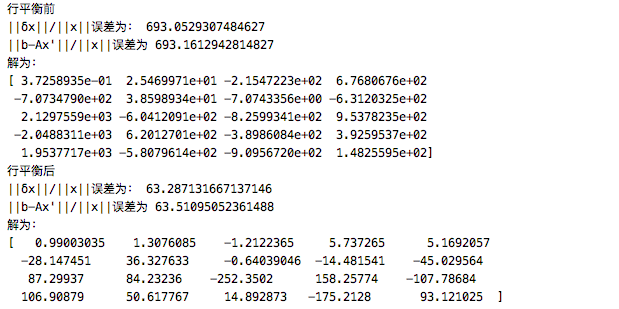 行平衡前
||δx||/||x||误差为： 693.0529307484627
||b-Ax'||/||x||误差为 693.1612942814827
解为：
[ 3.7258935e-01  2.5469971e+01 -2.1547223e+02  6.7680676e+02
 -7.0734790e+02  3.8598934e+01 -7.0743356e+00 -6.3120325e+02
  2.1297559e+03 -6.0412091e+02 -8.2599341e+02  9.5378235e+02
 -2.0488311e+03  6.2012701e+02 -3.8986084e+02  3.9259537e+02
  1.9537717e+03 -5.8079614e+02 -9.0956720e+02  1.4825595e+02]
行平衡后
||δx||/||x||误差为： 63.287131667137146
||b-Ax'||/||x||误差为 63.51095052361488
解为：
[   0.99003035    1.3076085    -1.2122365     5.737265      5.1692057
  -28.147451     36.327633     -0.64039046  -14.481541    -45.029564
   87.29937      84.23236    -252.3502      158.25774    -107.78684
  106.90879      50.617767     14.892873   -175.2128       93.121025  ]